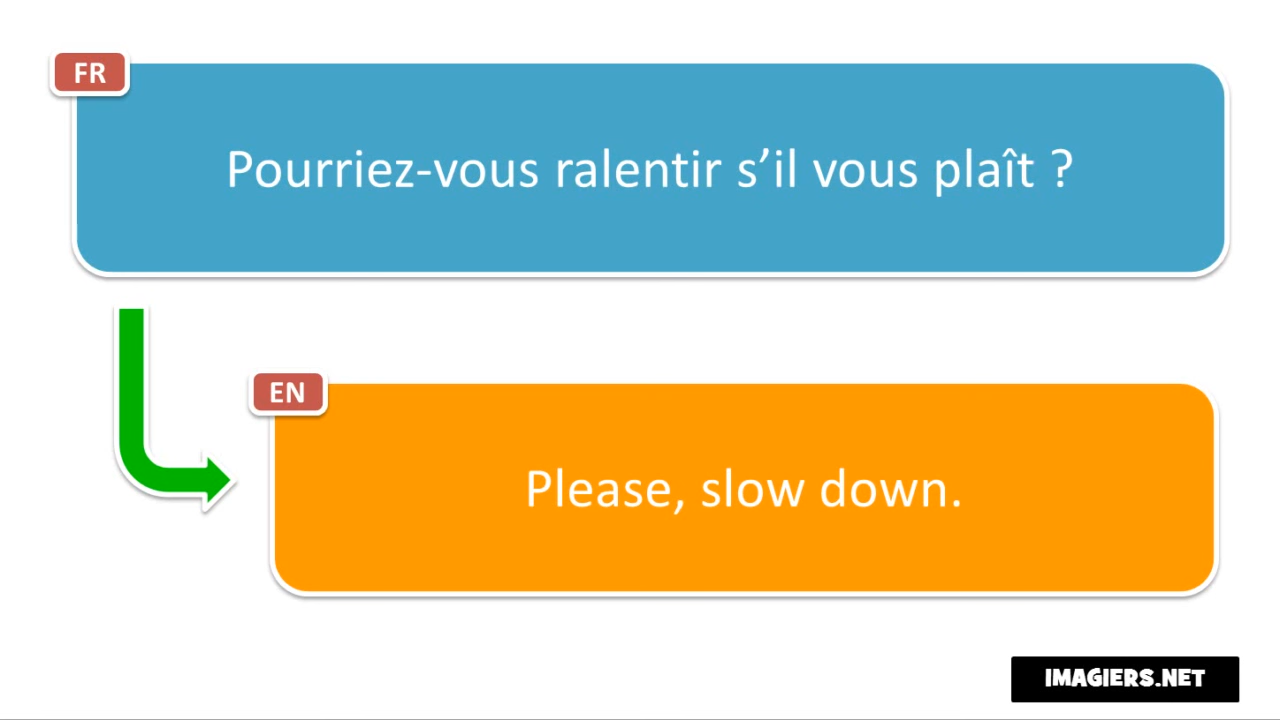 FR
Pourriez-vous ralentir s’il vous plaît ?
EN
Please, slow down.
IMAGIERS.NET